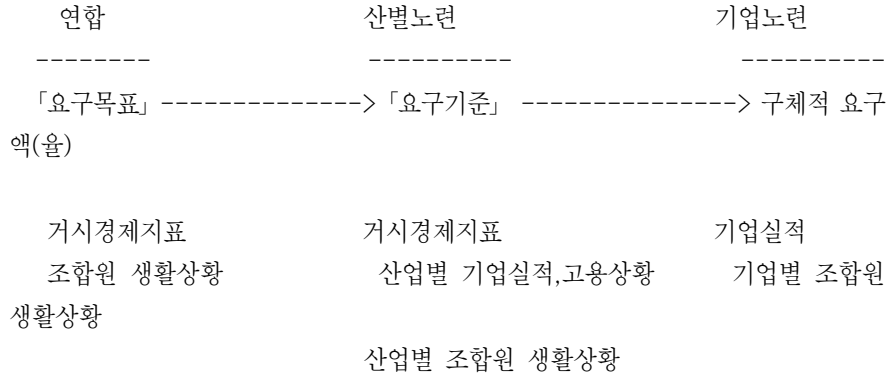 연합 산별노련 기업노련
-------- ---------- ----------
「요구목표」--------------> 「요구기준」 ---------------> 구체적 요구
액(율)
거시경제지표 거시경제지표 기업실적
조합원 생활상황 산업별 기업실적,고용상황 기업별 조합원
생활상황
산업별 조합원 생활상황